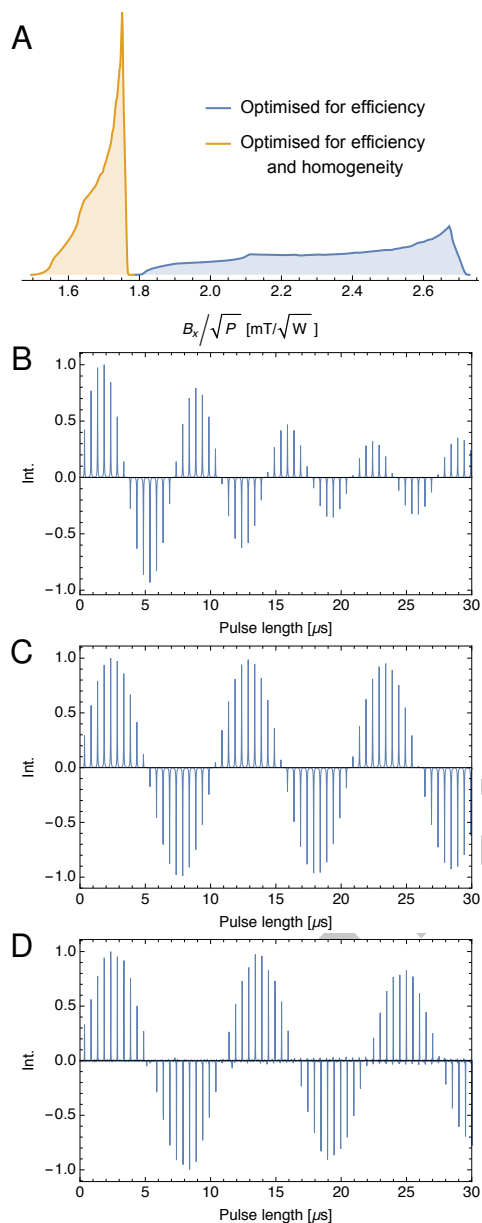 A
Optimised for efficiency
Optimised for efficiency
and homogeneity
1.6 1.8 2.0 2.2 2.4 2.6
Bx/√P [mT/√W ]
B
1.0
0.5
0.0
−0.5
−1.0
Int.
0 5 10 15 20 25 30
Pulse length [μs]
C
1.0
0.5
0.0
−0.5
−1.0
Int.
0 5 10 15 20 25 30
Pulse length [μs]
D
1.0
0.5
0.0
−0.5
−1.0
Int.
0 5 10 15 20 25 30
Pulse length [μs]